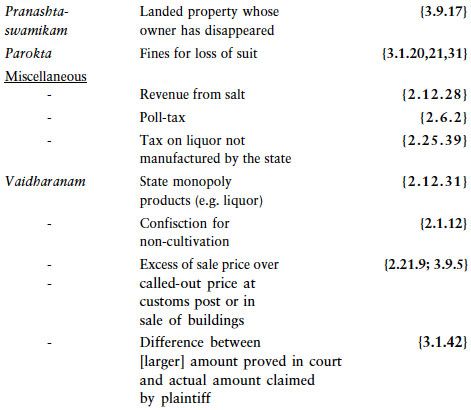 Pranashta- Landed property whose {3.9.17}
swamikam owner has disappeared
Parokta Fines for loss of suit {3.1.20,21,31}
Miscellaneous
- Revenue from salt {2.12.28}
- Poll-tax {2.6.2}
- Tax on liquor not {2.25.39}
manufactured by the state
Vaidharanam State monopoly {2.12.31}
products (e.g. liquor)
- Confisction for {2.1.12}
non-cultivation
- Excess of sale price over {2.21.9; 3.9.5}
- called-out price at
customs post or in
sale of buildings
- Difference between {3.1.42}
[larger] amount proved in court
and actual amount claimed
by plaintiff